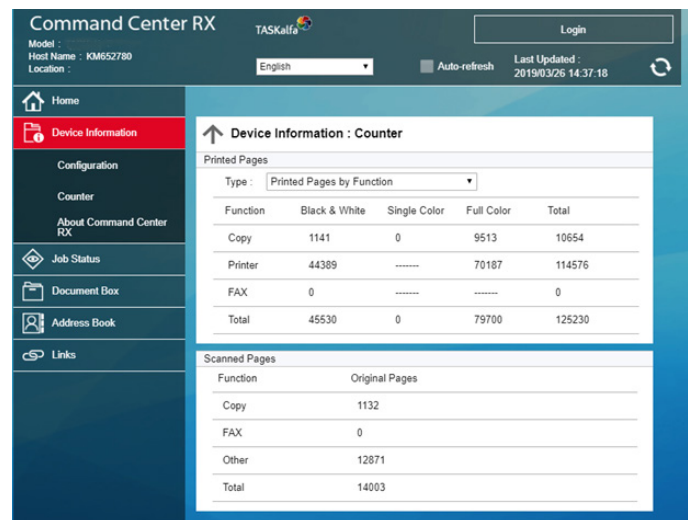 Command Center RX
TASKalfa
Login
Model :
Host Name : KM652780
Location :
English
Auto-refresh
Last Updated :
2019/03/26 14:37:18
Home
Device Information
Configuration
Counter
About Command Center
RX
Job Status
Document Box
Address Book
Links
Device Information : Counter
Printed Pages
Type : Printed Pages by Function
Function Black & White Single Color Full Color Total
Copy 1141 0 9513 10654
Printer 44389 ------- 70187 114576
FAX 0 ------- ------- 0
Total 45530 0 79700 125230
Scanned Pages
Function Original Pages
Copy 1132
FAX 0
Other 12871
Total 14003